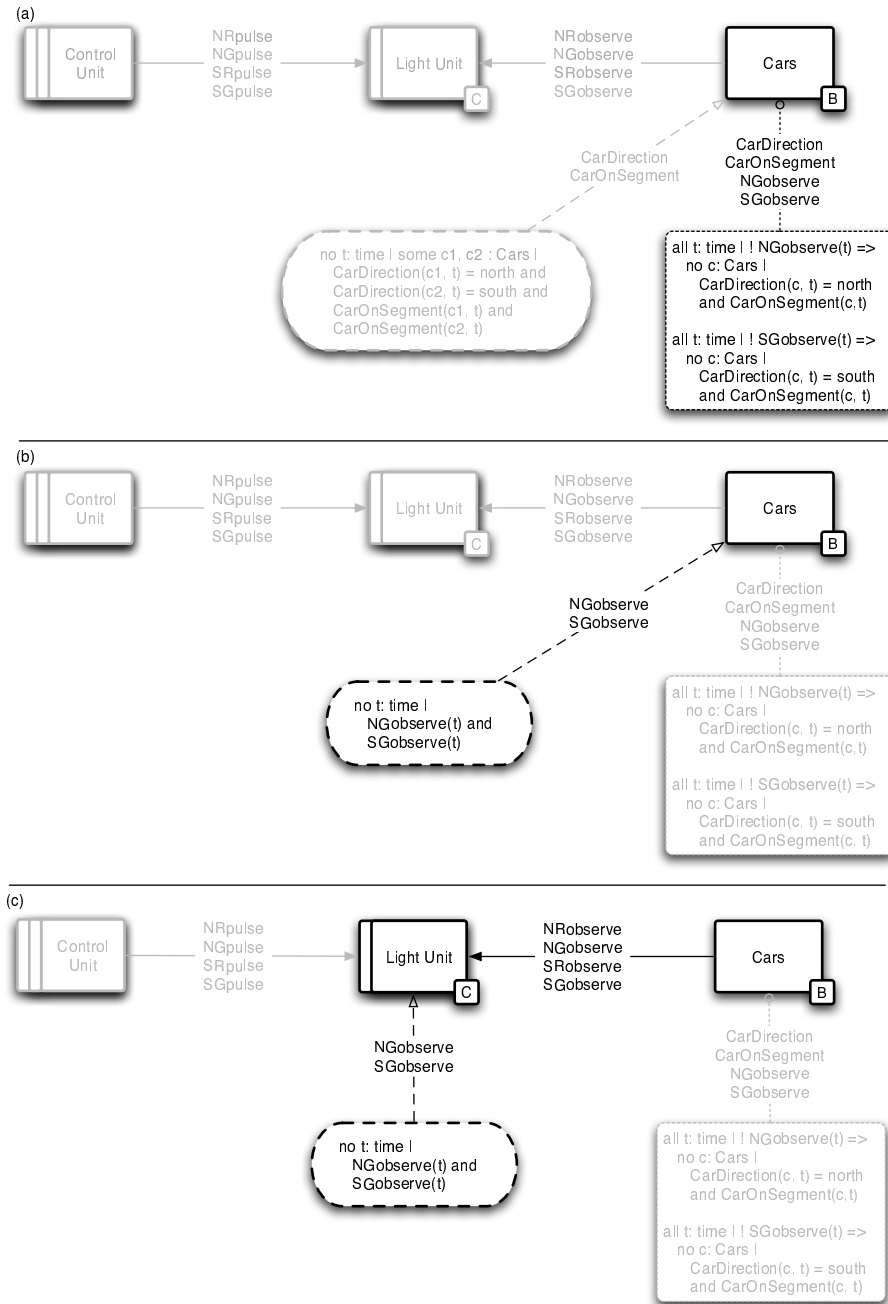 (a)
Control
Unit
NRpulse
NGpulse
SRpulse
SGpulse
Light Unit
C
NRobserve
NGobserve
SRobserve
SGobserve
Cars
B
CarDirection
CarOnSegment
CarDirection
CarOnSegment
NGobserve
SGobserve
no t: time | some c1, c2 : Cars |
CarDirection(c1, t) = north and
CarDirection(c2, t) = south and
CarOnSegment(c1, t) and
CarOnSegment(c2, t)
all t: time | ! NGobserve(t) =>
no c: Cars |
CarDirection(c, t) = north
and CarOnSegment(c,t)
all t: time | ! SGobserve(t) =>
no c: Cars |
CarDirection(c, t) = south
and CarOnSegment(c, t)
(b)
Control
Unit
NRpulse
NGpulse
SRpulse
SGpulse
Light Unit
C
NRobserve
NGobserve
SRobserve
SGobserve
Cars
B
NGobserve
SGobserve
CarDirection
CarOnSegment
NGobserve
SGobserve
no t: time |
NGobserve(t) and
SGobserve(t)
all t: time | ! NGobserve(t) =>
no c: Cars |
CarDirection(c, t) = north
and CarOnSegment(c,t)
all t: time | ! SGobserve(t) =>
no c: Cars |
CarDirection(c, t) = south
and CarOnSegment(c, t)
(c)
Control
Unit
NRpulse
NGpulse
SRpulse
SGpulse
Light Unit
C
NRobserve
NGobserve
SRobserve
SGobserve
Cars
B
NGobserve
SGobserve
CarDirection
CarOnSegment
NGobserve
SGobserve
no t: time |
NGobserve(t) and
SGobserve(t)
all t: time | ! NGobserve(t) =>
no c: Cars |
CarDirection(c, t) = north
and CarOnSegment(c,t)
all t: time | ! SGobserve(t) =>
no c: Cars |
CarDirection(c, t) = south
and CarOnSegment(c, t)